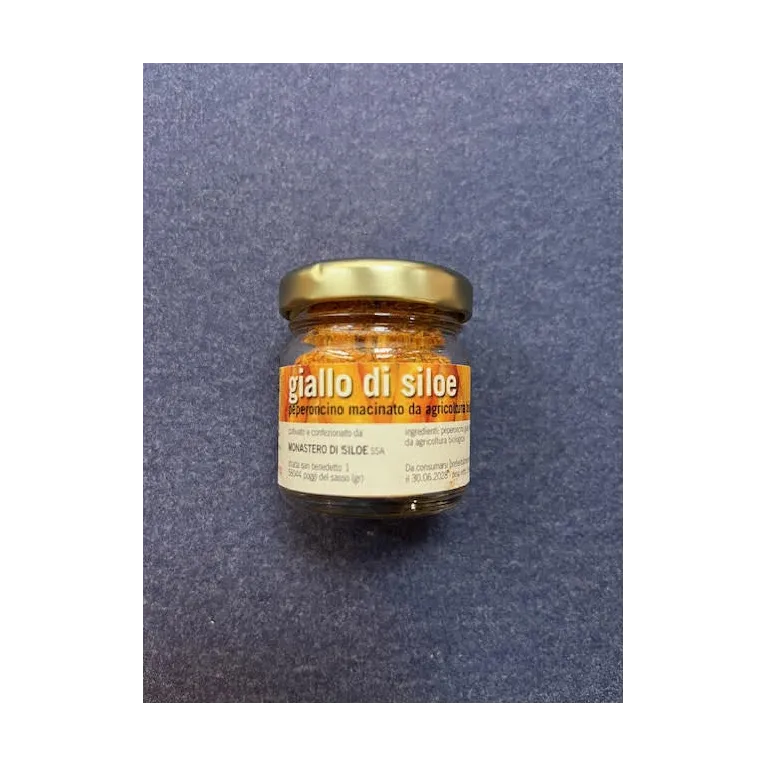 giallo di siloe
peperoncino macinato da agricoltura
coltivato e confezionato da
MONASTERO DI SILOE SSA
strada san benedetto 1
58044 poggi del sasso (gr)
ingredienti: peperoncino
da agricoltura biologica
Da consumarsi
il 30.06.2028